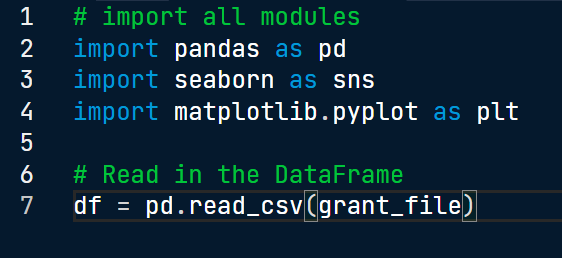 1 # import all modules
2 import pandas as pd
3 import seaborn as sns
4 import matplotlib.pyplot as plt
5
6 # Read in the DataFrame
7 df = pd.read_csv(grant_file)